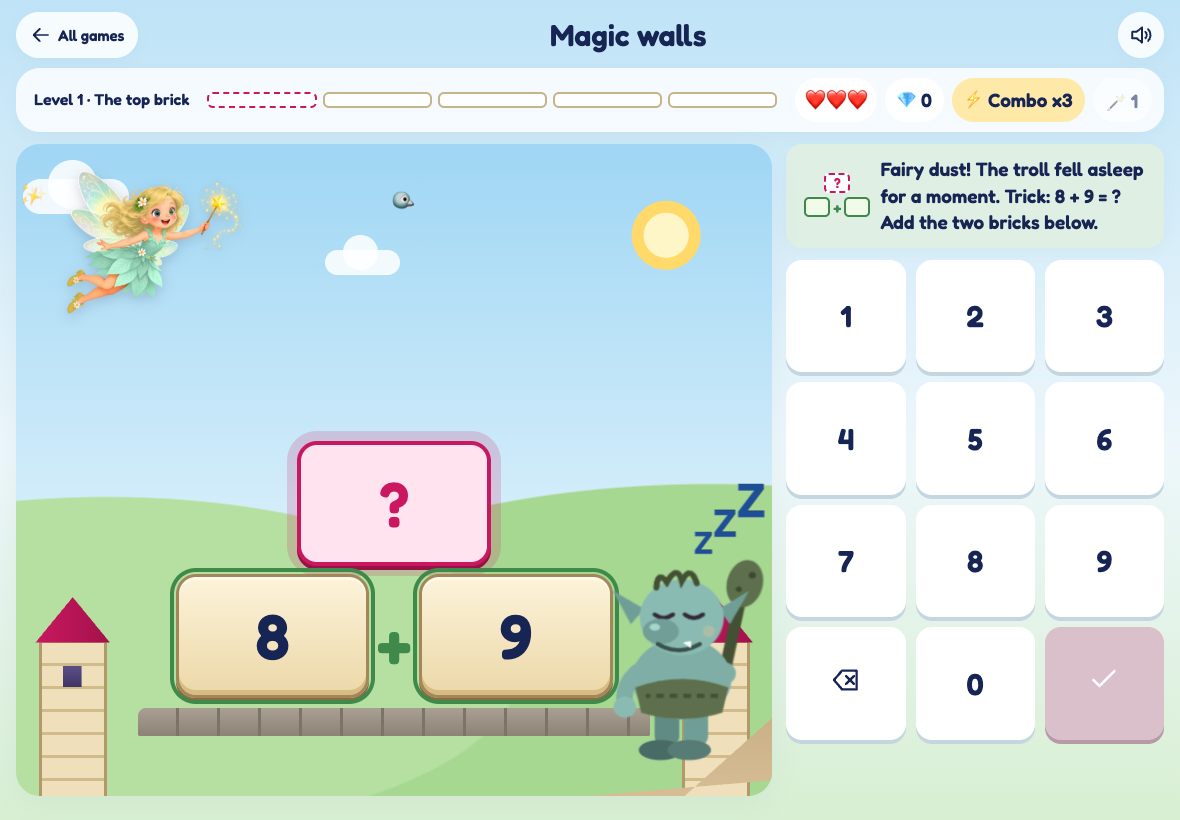 All games
Magic walls
Level 1 · The top brick
0
Combo x3
1
?
+
Fairy dust! The troll fell asleep
for a moment. Trick: 8 + 9 = ?
Add the two bricks below.
1
2
3
4
5
6
7
8
9
0
z z z
?
8 + 9